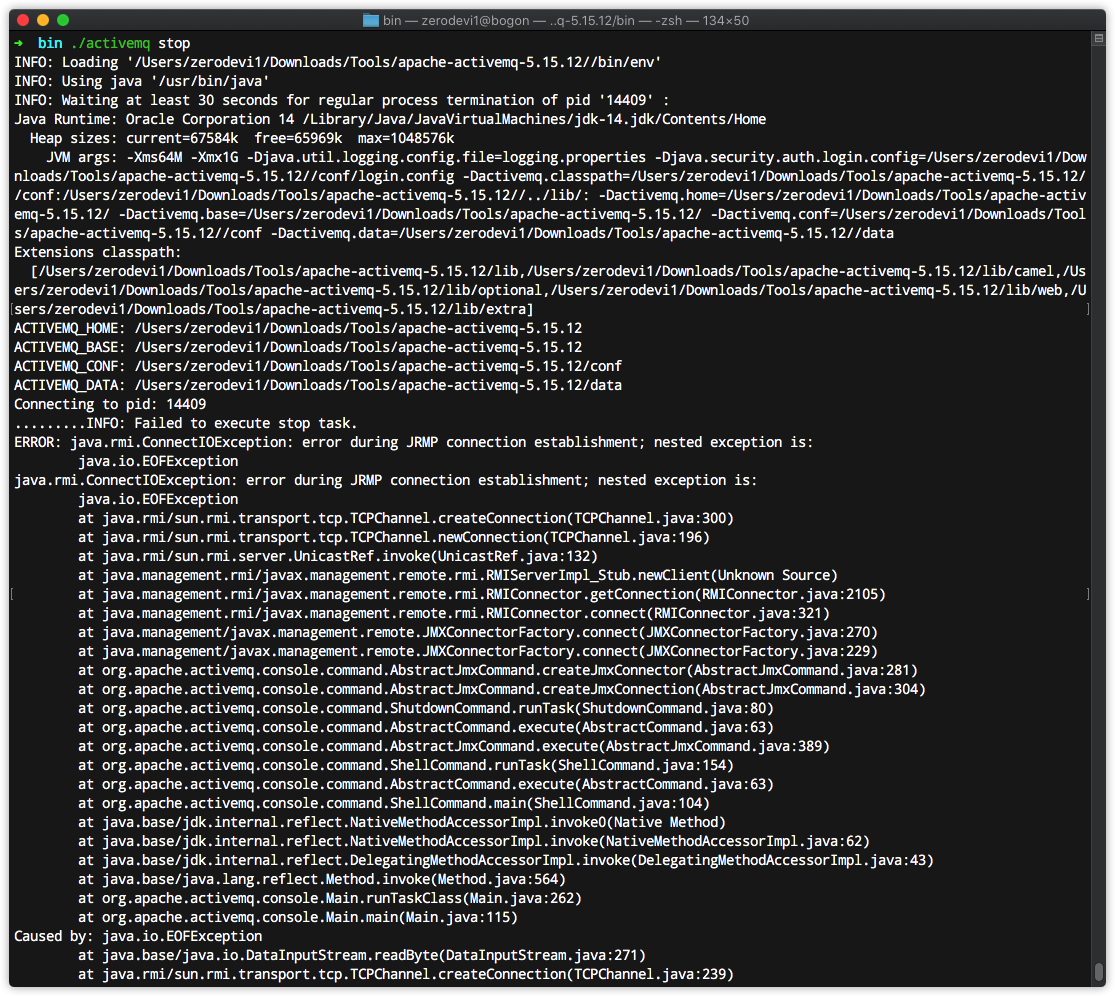 bin — zerodevi1@bogon — ..q-5.15.12/bin — -zsh — 134×50
➜  bin ./activemq stop
INFO: Loading '/Users/zerodevi1/Downloads/Tools/apache-activemq-5.15.12//bin/env'
INFO: Using java '/usr/bin/java'
INFO: Waiting at least 30 seconds for regular process termination of pid '14409' :
Java Runtime: Oracle Corporation 14 /Library/Java/JavaVirtualMachines/jdk-14.jdk/Contents/Home
  Heap sizes: current=67584k  free=65969k  max=1048576k
    JVM args: -Xms64M -Xmx1G -Djava.util.logging.config.file=logging.properties -Djava.security.auth.login.config=/Users/zerodevi1/Dow
nloads/Tools/apache-activemq-5.15.12//conf/login.config -Dactivemq.classpath=/Users/zerodevi1/Downloads/Tools/apache-activemq-5.15.12/
/conf:/Users/zerodevi1/Downloads/Tools/apache-activemq-5.15.12//../lib/: -Dactivemq.home=/Users/zerodevi1/Downloads/Tools/apache-activ
emq-5.15.12/ -Dactivemq.base=/Users/zerodevi1/Downloads/Tools/apache-activemq-5.15.12/ -Dactivemq.conf=/Users/zerodevi1/Downloads/Tool
s/apache-activemq-5.15.12//conf -Dactivemq.data=/Users/zerodevi1/Downloads/Tools/apache-activemq-5.15.12//data
Extensions classpath:
  [/Users/zerodevi1/Downloads/Tools/apache-activemq-5.15.12/lib,/Users/zerodevi1/Downloads/Tools/apache-activemq-5.15.12/lib/camel,/Us
ers/zerodevi1/Downloads/Tools/apache-activemq-5.15.12/lib/optional,/Users/zerodevi1/Downloads/Tools/apache-activemq-5.15.12/lib/web,/U
sers/zerodevi1/Downloads/Tools/apache-activemq-5.15.12/lib/extra]
ACTIVEMQ_HOME: /Users/zerodevi1/Downloads/Tools/apache-activemq-5.15.12
ACTIVEMQ_BASE: /Users/zerodevi1/Downloads/Tools/apache-activemq-5.15.12
ACTIVEMQ_CONF: /Users/zerodevi1/Downloads/Tools/apache-activemq-5.15.12/conf
ACTIVEMQ_DATA: /Users/zerodevi1/Downloads/Tools/apache-activemq-5.15.12/data
Connecting to pid: 14409
.........INFO: Failed to execute stop task.
ERROR: java.rmi.ConnectIOException: error during JRMP connection establishment; nested exception is:
        java.io.EOFException
java.rmi.ConnectIOException: error during JRMP connection establishment; nested exception is:
        java.io.EOFException
        at java.rmi/sun.rmi.transport.tcp.TCPChannel.createConnection(TCPChannel.java:300)
        at java.rmi/sun.rmi.transport.tcp.TCPChannel.newConnection(TCPChannel.java:196)
        at java.rmi/sun.rmi.server.UnicastRef.invoke(UnicastRef.java:132)
        at java.management.rmi/javax.management.remote.rmi.RMIServerImpl_Stub.newClient(Unknown Source)
        at java.management.rmi/javax.management.remote.rmi.RMIConnector.getConnection(RMIConnector.java:2105)
        at java.management.rmi/javax.management.remote.rmi.RMIConnector.connect(RMIConnector.java:321)
        at java.management/javax.management.remote.JMXConnectorFactory.connect(JMXConnectorFactory.java:270)
        at java.management/javax.management.remote.JMXConnectorFactory.connect(JMXConnectorFactory.java:229)
        at org.apache.activemq.console.command.AbstractJmxCommand.createJmxConnector(AbstractJmxCommand.java:281)
        at org.apache.activemq.console.command.AbstractJmxCommand.createJmxConnection(AbstractJmxCommand.java:304)
        at org.apache.activemq.console.command.ShutdownCommand.runTask(ShutdownCommand.java:80)
        at org.apache.activemq.console.command.AbstractCommand.execute(AbstractCommand.java:63)
        at org.apache.activemq.console.command.AbstractJmxCommand.execute(AbstractJmxCommand.java:389)
        at org.apache.activemq.console.command.ShellCommand.runTask(ShellCommand.java:154)
        at org.apache.activemq.console.command.AbstractCommand.execute(AbstractCommand.java:63)
        at org.apache.activemq.console.command.ShellCommand.main(ShellCommand.java:104)
        at java.base/jdk.internal.reflect.NativeMethodAccessorImpl.invoke0(Native Method)
        at java.base/jdk.internal.reflect.NativeMethodAccessorImpl.invoke(NativeMethodAccessorImpl.java:62)
        at java.base/jdk.internal.reflect.DelegatingMethodAccessorImpl.invoke(DelegatingMethodAccessorImpl.java:43)
        at java.base/java.lang.reflect.Method.invoke(Method.java:564)
        at org.apache.activemq.console.Main.runTaskClass(Main.java:262)
        at org.apache.activemq.console.Main.main(Main.java:115)
Caused by: java.io.EOFException
        at java.base/java.io.DataInputStream.readByte(DataInputStream.java:271)
        at java.rmi/sun.rmi.transport.tcp.TCPChannel.createConnection(TCPChannel.java:239)